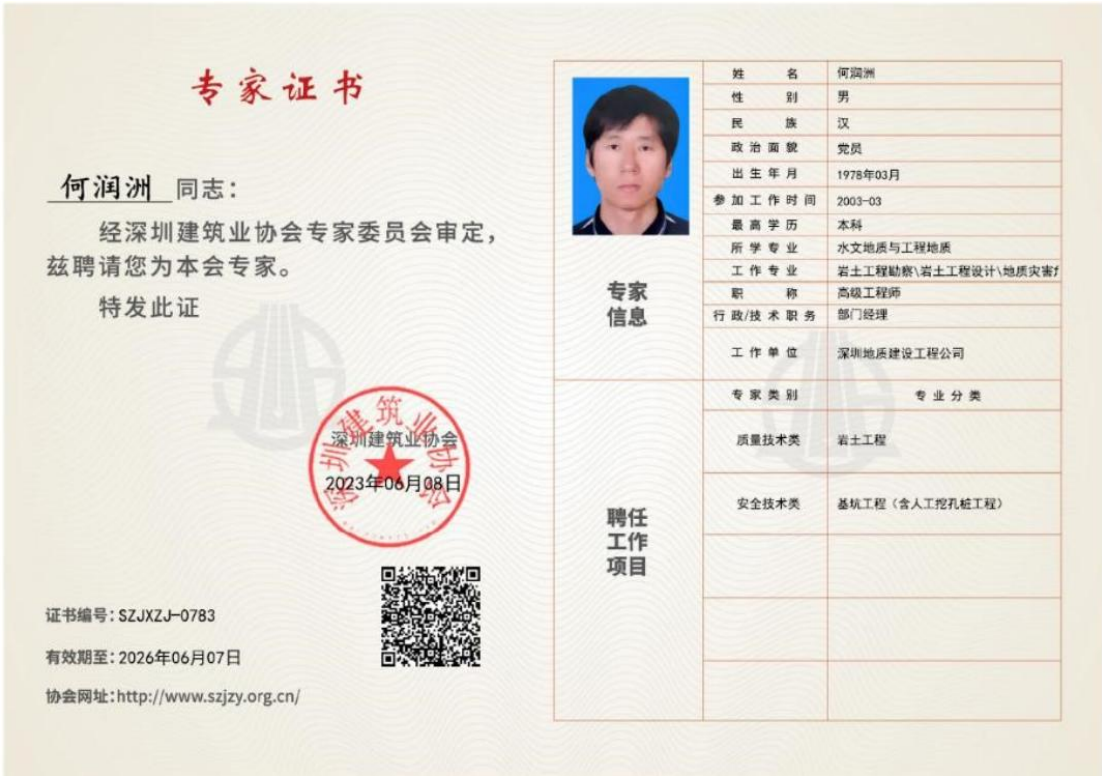 专家证书
何润洲 同志：
经深圳建筑业协会专家委员会审定，
兹聘请您为本会专家。
特发此证
深圳建筑业协会
深圳建筑业协会
2023年06月08日
证书编号：SZJXZJ-0783
有效期至：2026年06月07日
协会网址：http://www.szjzy.org.cn/
专家
信息
姓名 何润洲
性别 男
民族 汉
政治面貌 党员
出生年月 1978年03月
参加工作时间 2003-03
最高学历 本科
所学专业 水文地质与工程地质
工作专业 岩土工程勘察\岩土工程设计\地质灾害
职称 高级工程师
行政/技术职务 部门经理
工作单位 深圳地质建设工程公司
聘任
工作
项目
专家类别 专业分类
质量技术类 岩土工程
安全技术类 基坑工程（含人工挖孔桩工程）